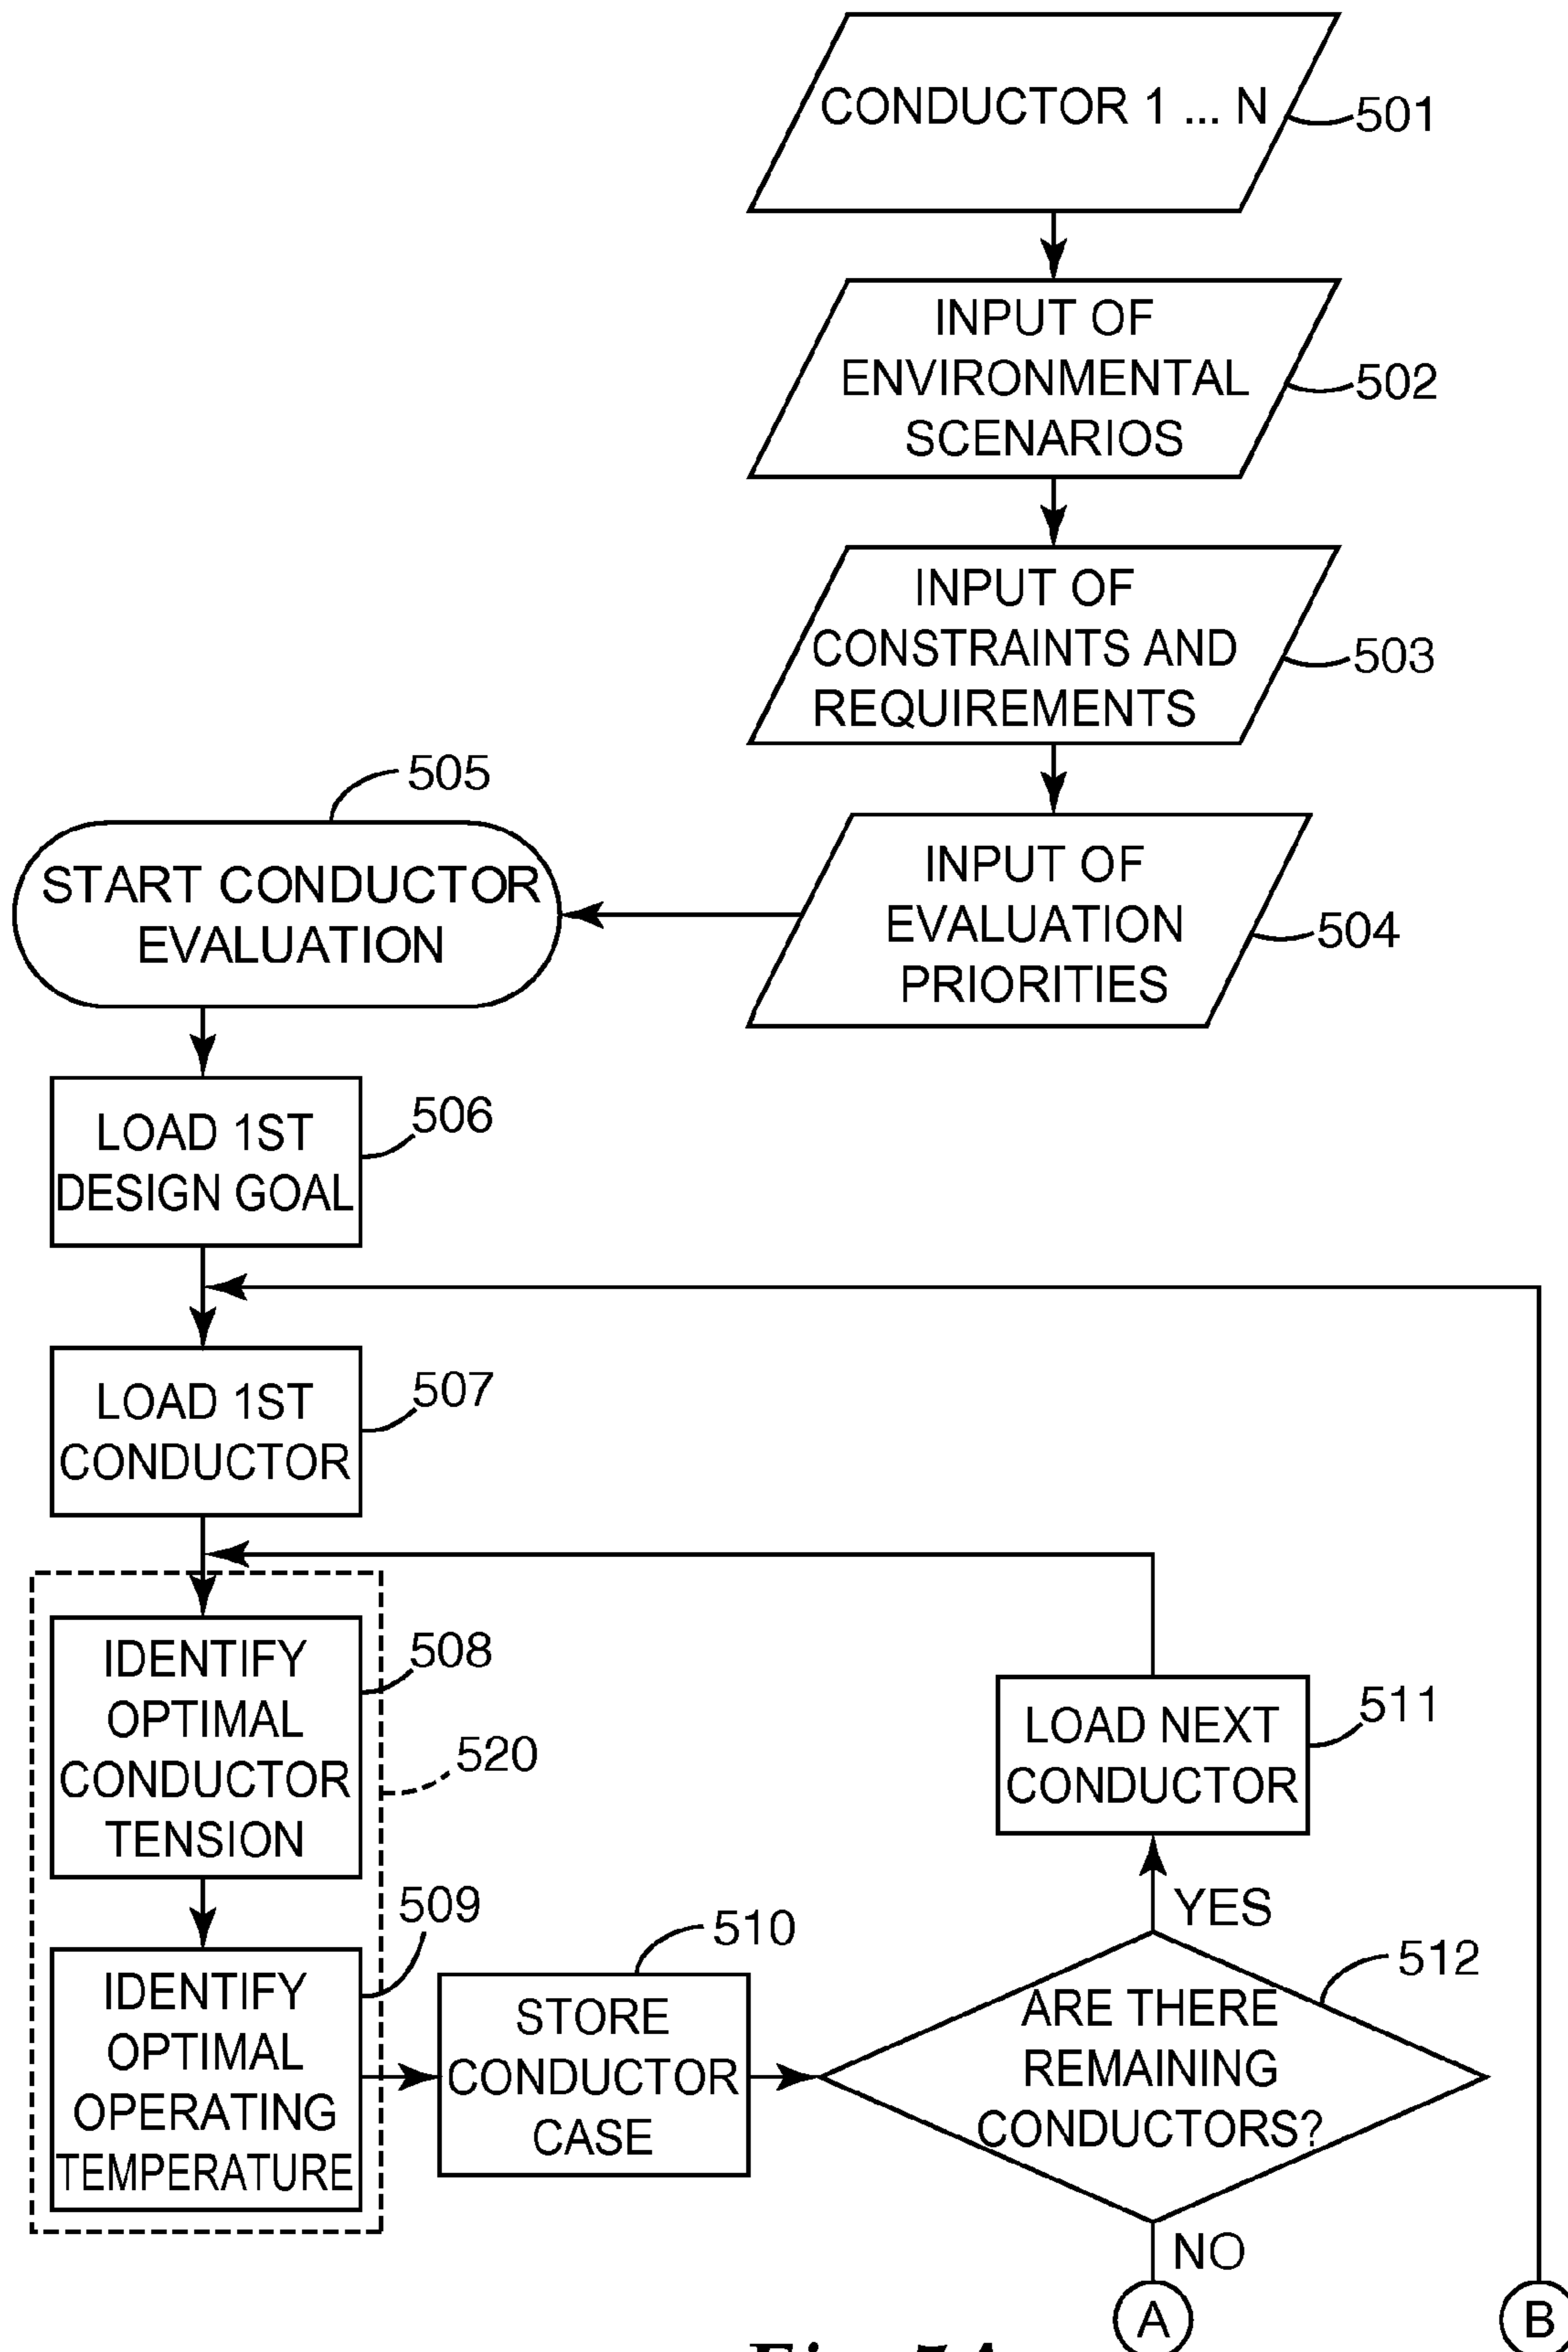 CONDUCTOR 1 ... N
501
INPUT OF
ENVIRONMENTAL
SCENARIOS
502
INPUT OF
CONSTRAINTS AND
REQUIREMENTS
503
INPUT OF
EVALUATION
PRIORITIES
504
505
START CONDUCTOR
EVALUATION
LOAD 1ST
DESIGN GOAL
506
LOAD 1ST
CONDUCTOR
507
IDENTIFY
OPTIMAL
CONDUCTOR
TENSION
508
520
IDENTIFY
OPTIMAL
OPERATING
TEMPERATURE
509
STORE
CONDUCTOR
CASE
510
LOAD NEXT
CONDUCTOR
511
YES
ARE THERE
REMAINING
CONDUCTORS?
512
NO
A
B